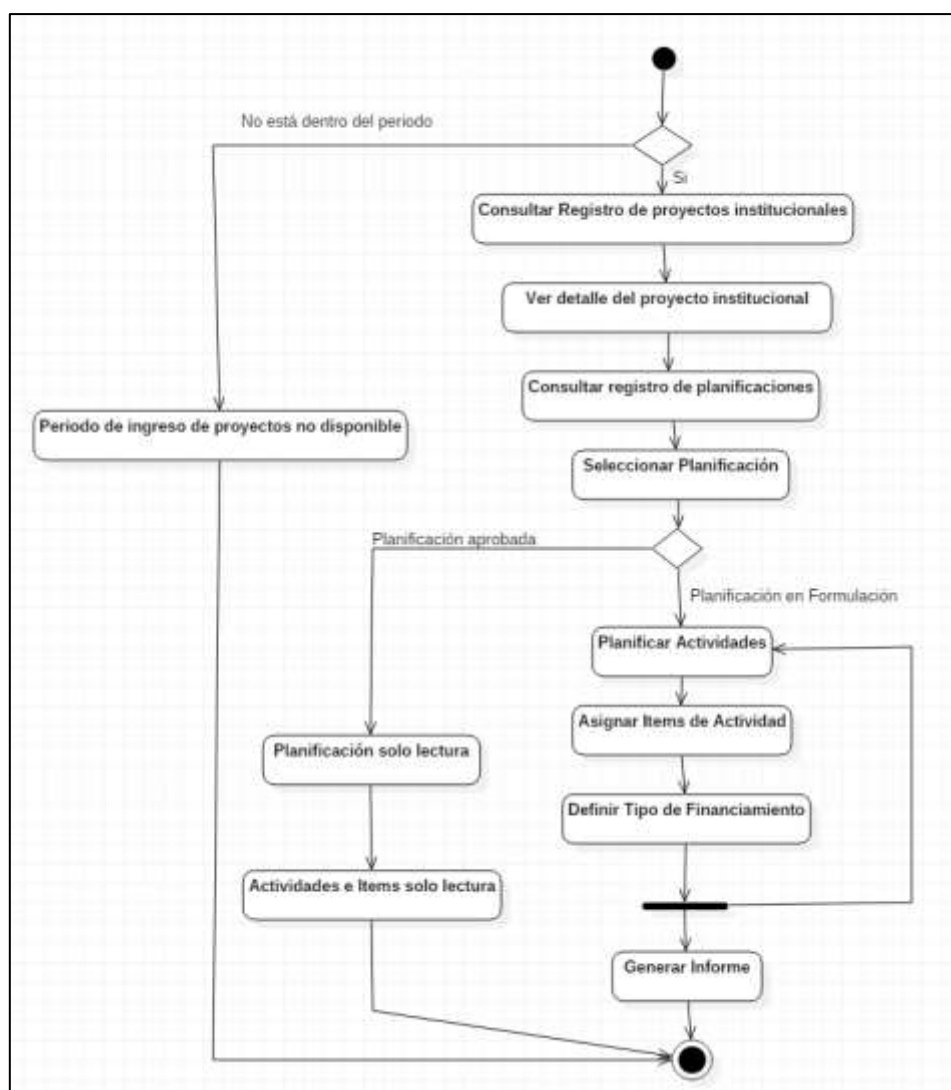 No está dentro del periodo
Si
Consultar Registro de proyectos institucionales
Ver detalle del proyecto institucional
Consultar registro de planificaciones
Periodo de ingreso de proyectos no disponible
Seleccionar Planificación
Planificación aprobada
Planificación en Formulación
Planificar Actividades
Asignar Items de Actividad
Planificación solo lectura
Definir Tipo de Financiamiento
Actividades e Items solo lectura
Generar Informe